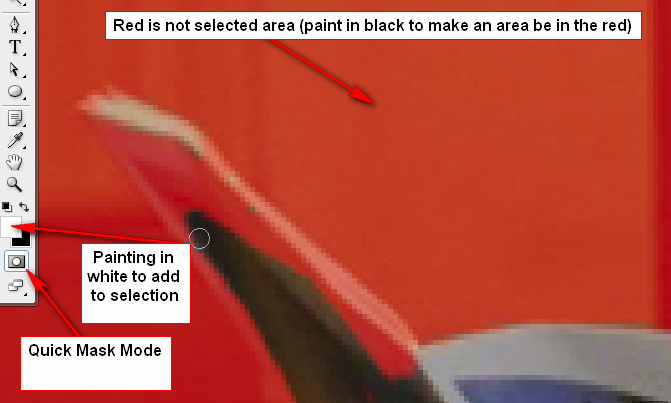 Red is not selected area (paint in black to make an area be in the red)
T
Painting in
white to add
to selection
Quick Mask Mode